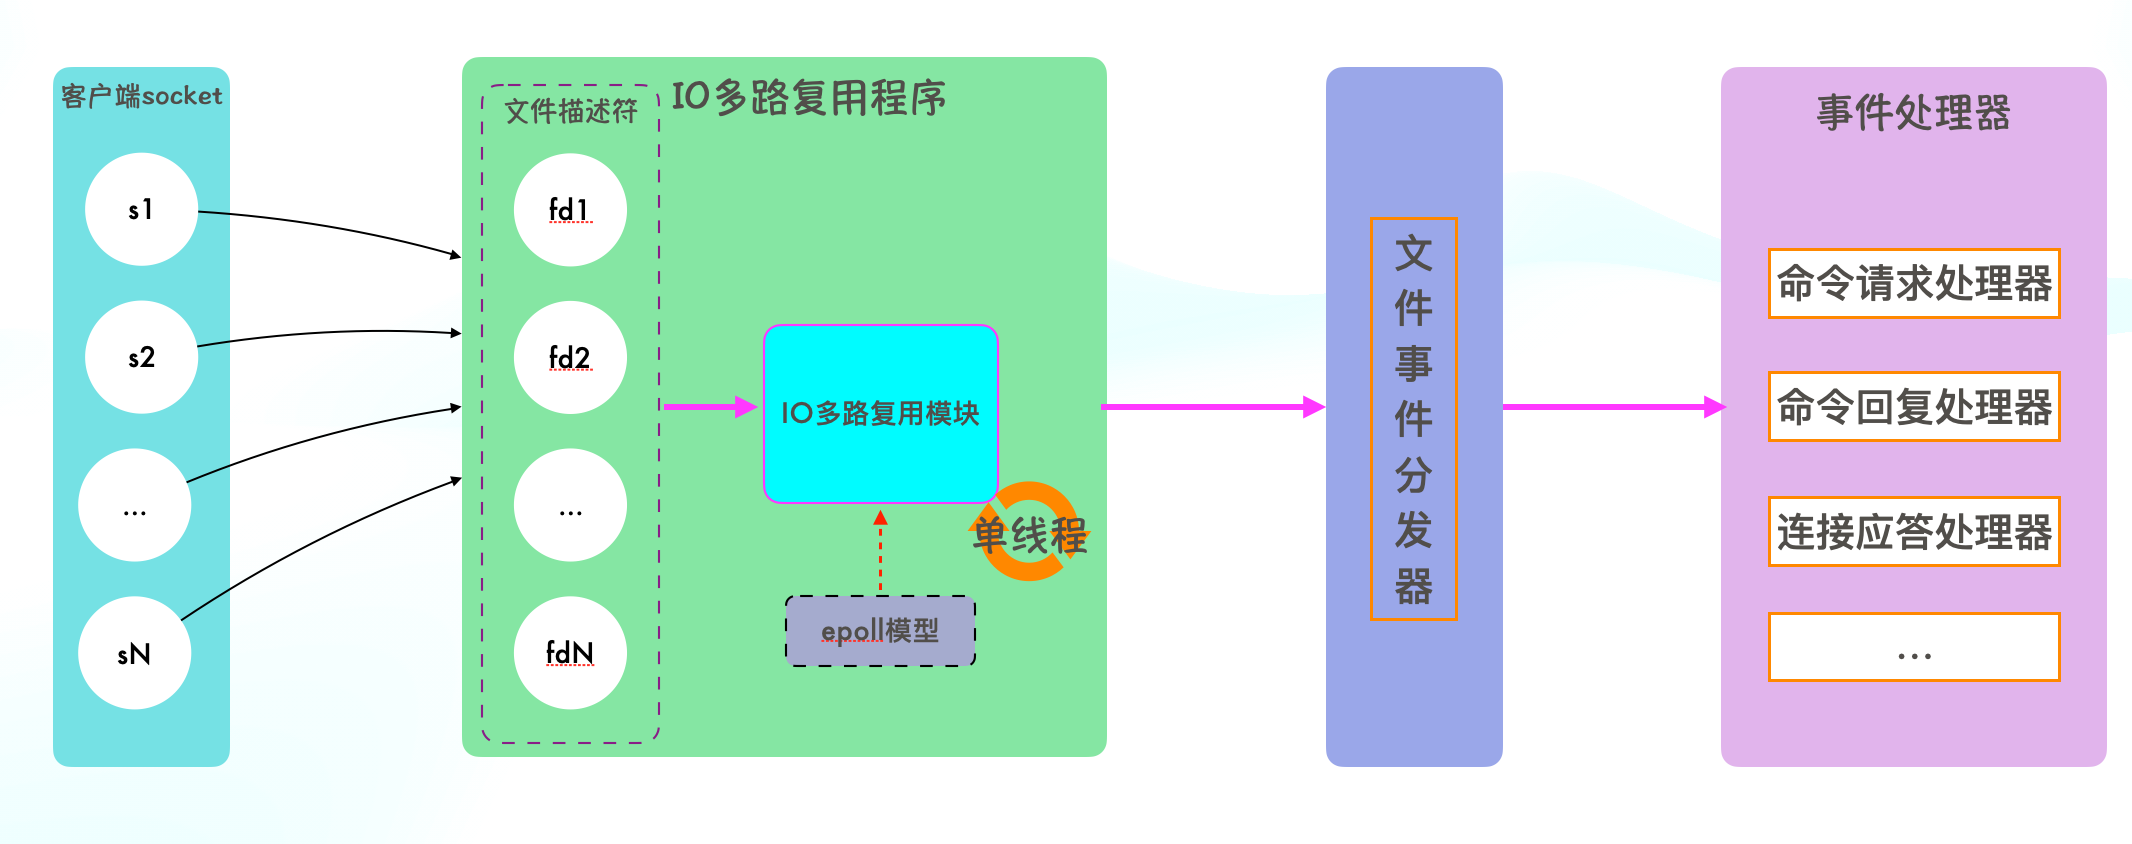 客户端socket
s1
s2
...
sN
IO多路复用程序
文件描述符
fd1
fd2
...
fdN
IO多路复用模块
单线程
epoll模型
文
件
事
件
分
发
器
事件处理器
命令请求处理器
命令回复处理器
连接应答处理器
...